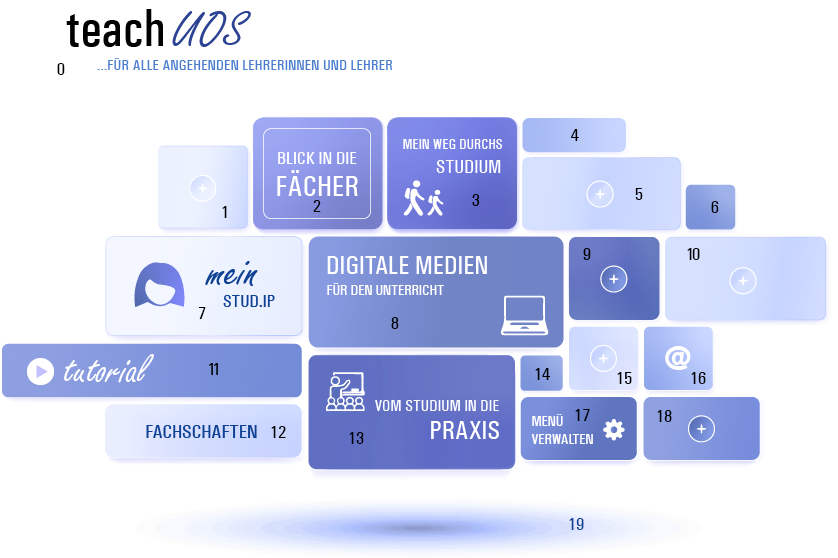 teach UOS
0 ...FÜR ALLE ANGEHENDEN LEHRERINNEN UND LEHRER
1
BLICK IN DIE
FÄCHER
2
MEIN WEG DURCHS
STUDIUM
3
4
5
6
mein
STUD.IP
7
DIGITALE MEDIEN
FÜR DEN UNTERRICHT
8
9
10
tutorial 11
FACHSCHAFTEN 12
VOM STUDIUM IN DIE
PRAXIS
13
14
15
@
16
MENÜ 17
VERWALTEN
18
19